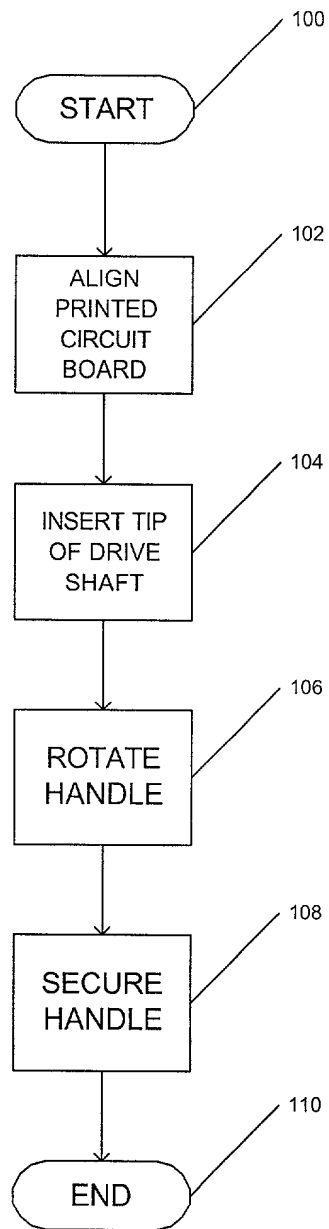 100
START
102
ALIGN
PRINTED
CIRCUIT
BOARD
104
INSERT TIP
OF DRIVE
SHAFT
106
ROTATE
HANDLE
108
SECURE
HANDLE
110
END